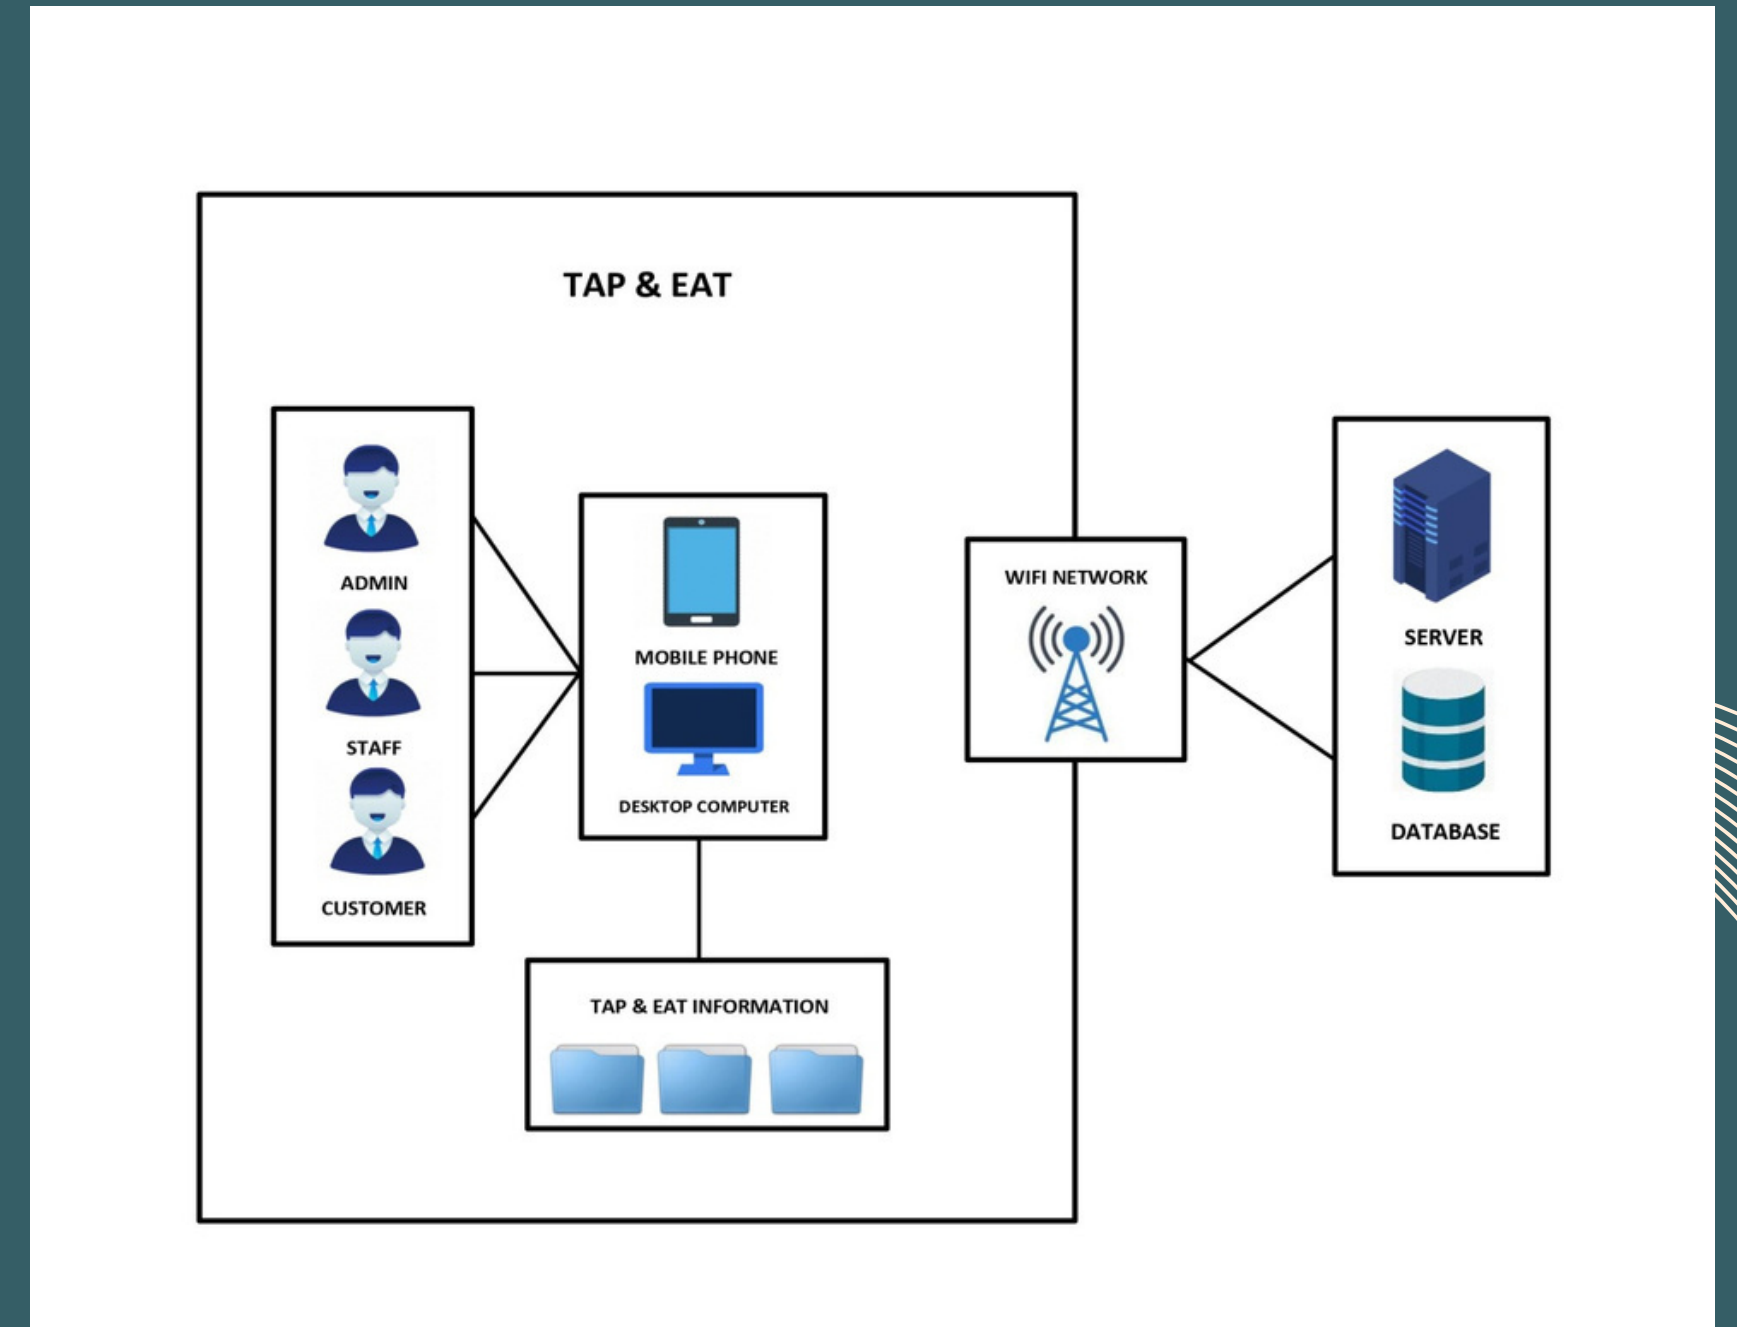 TAP & EAT
ADMIN
STAFF
CUSTOMER
MOBILE PHONE
DESKTOP COMPUTER
TAP & EAT INFORMATION
WIFI NETWORK
SERVER
DATABASE